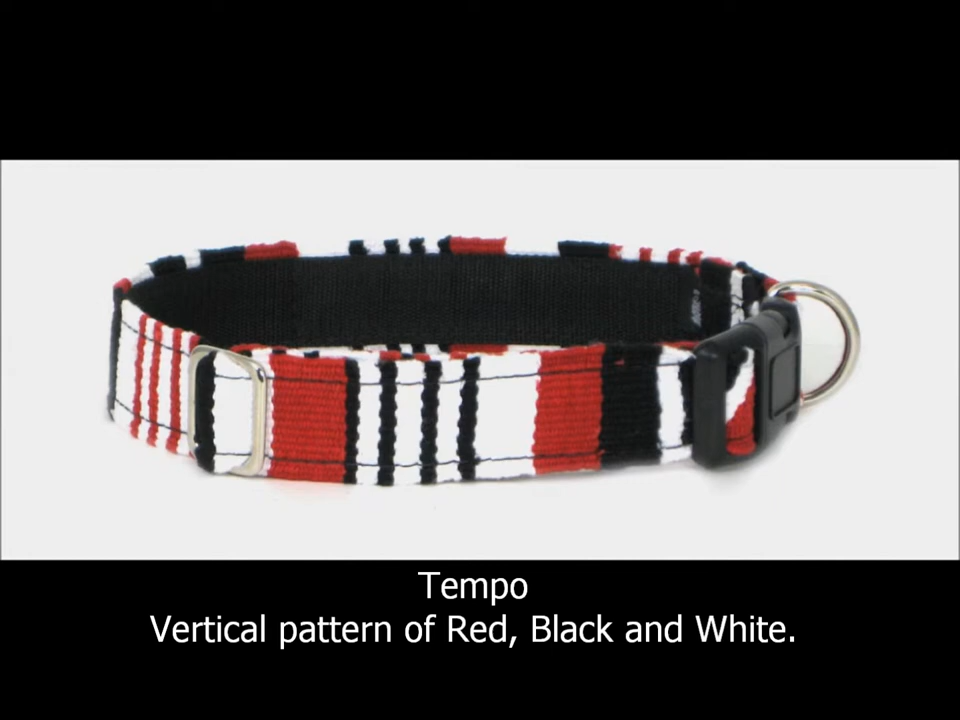 Tempo
Vertical pattern of Red, Black and White.